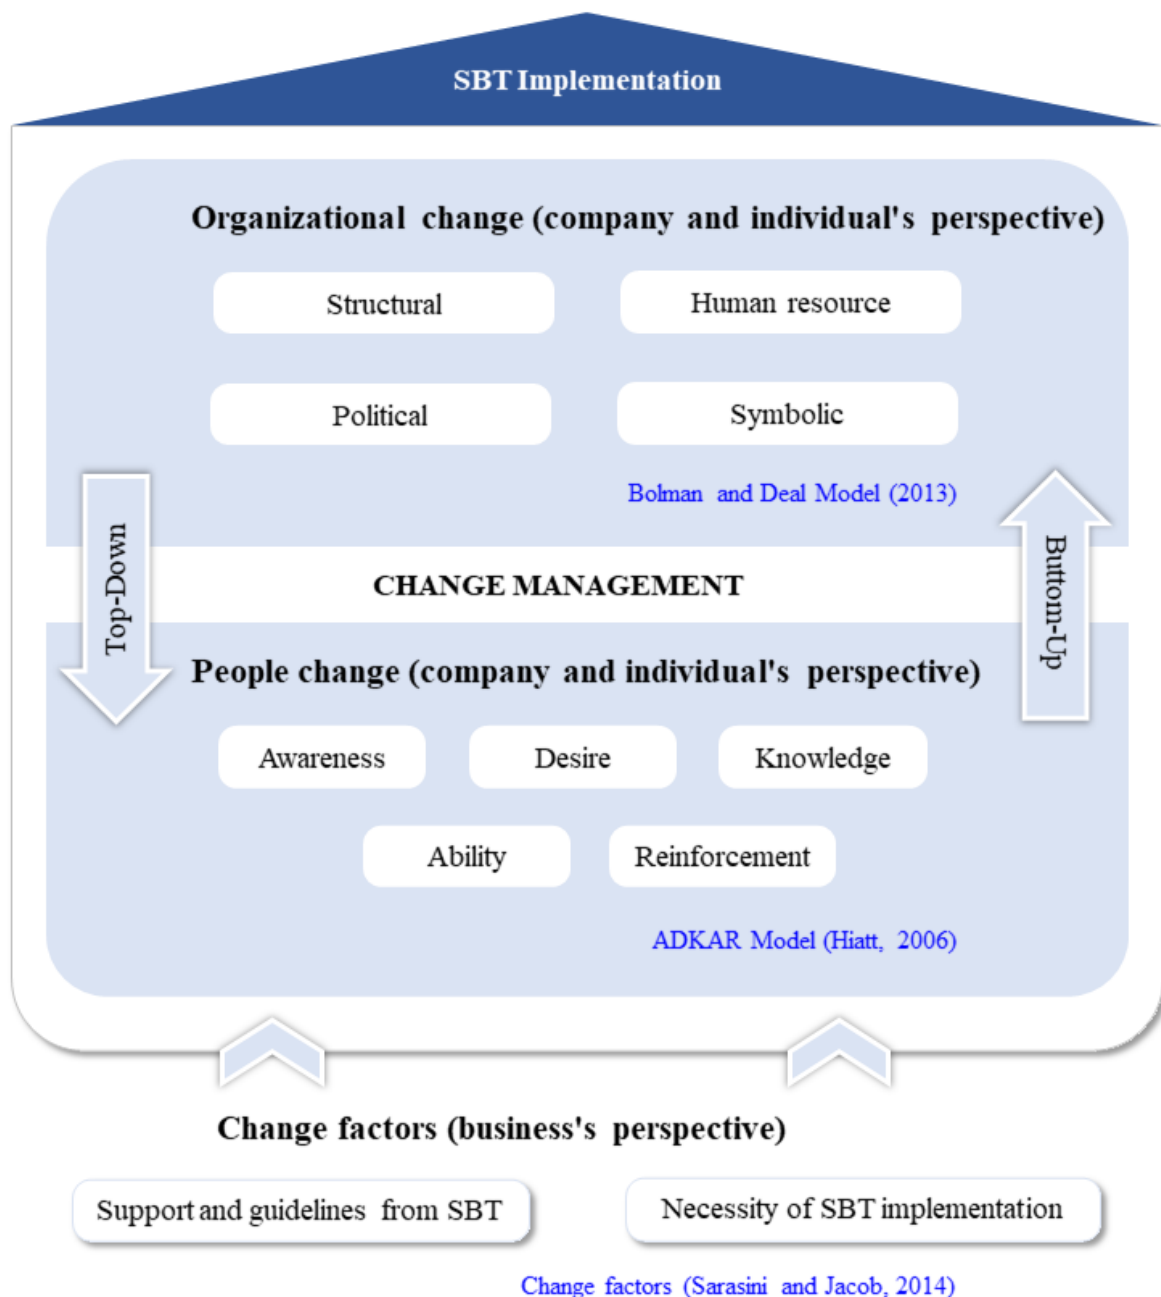 SBT Implementation
Organizational change (company and individual's perspective)
Structural
Human resource
Political
Symbolic
Bolman and Deal Model (2013)
Top-Down
Buttom-Up
CHANGE MANAGEMENT
People change (company and individual's perspective)
Awareness
Desire
Knowledge
Ability
Reinforcement
ADKAR Model (Hiatt, 2006)
Change factors (business's perspective)
Support and guidelines from SBT
Necessity of SBT implementation
Change factors (Sarasini and Jacob, 2014)